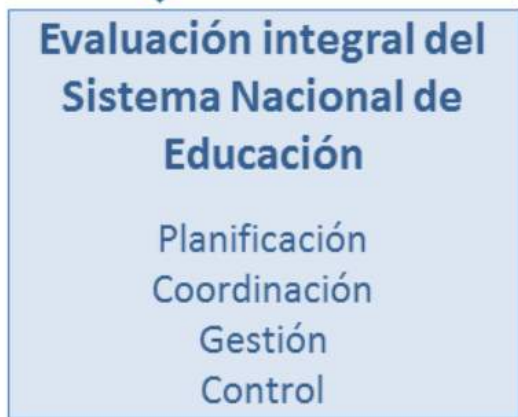 Evaluación integral del
Sistema Nacional de
Educación
Planificación
Coordinación
Gestión
Control